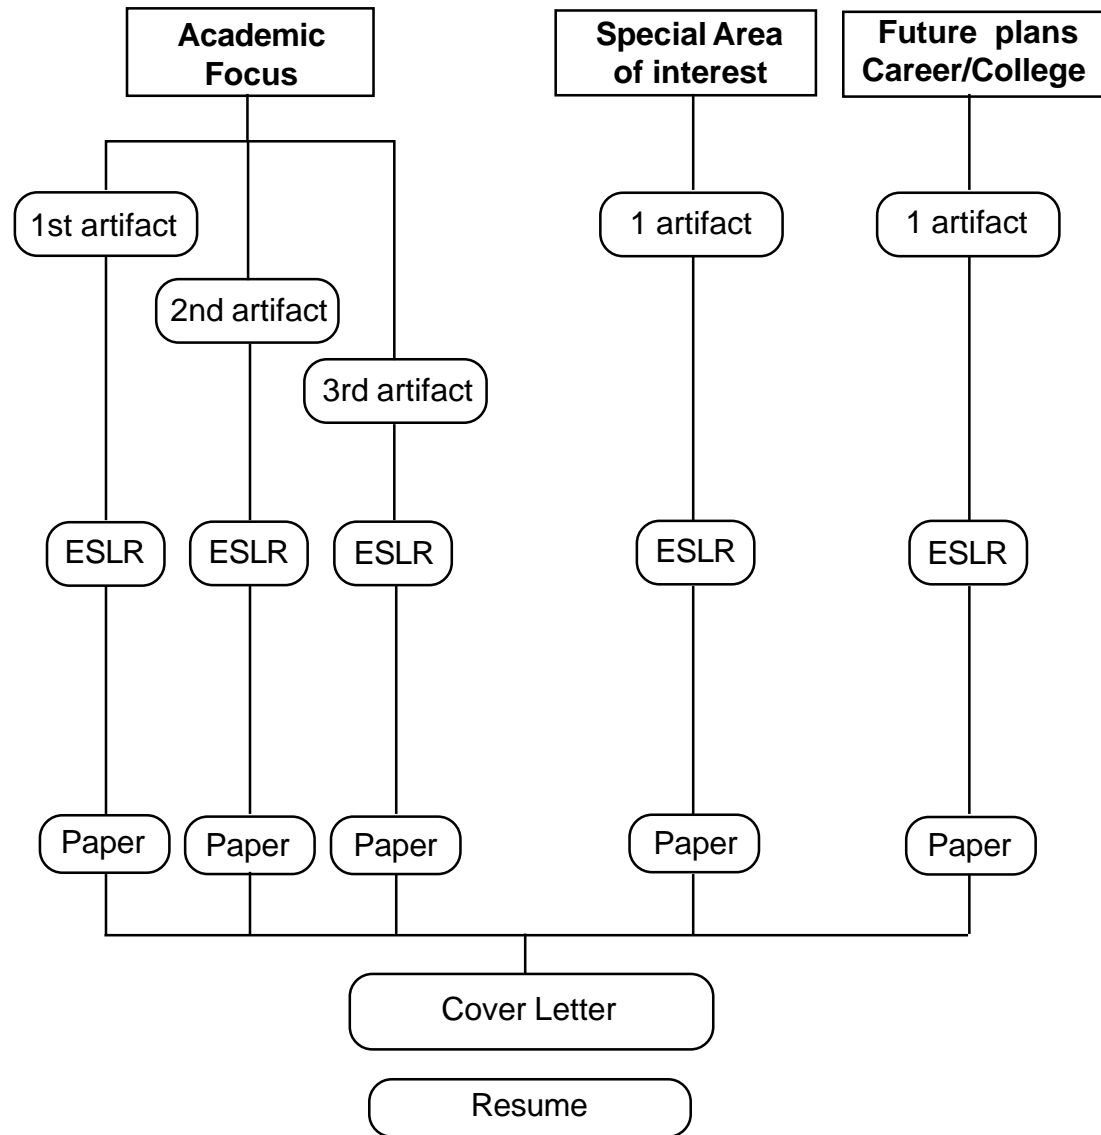 Academic
Focus
Special Area
of interest
Future plans
Career/College
1st artifact
1 artifact
1 artifact
2nd artifact
3rd artifact
ESLR
ESLR
ESLR
ESLR
ESLR
Paper
Paper
Paper
Paper
Paper
Cover Letter
Resume